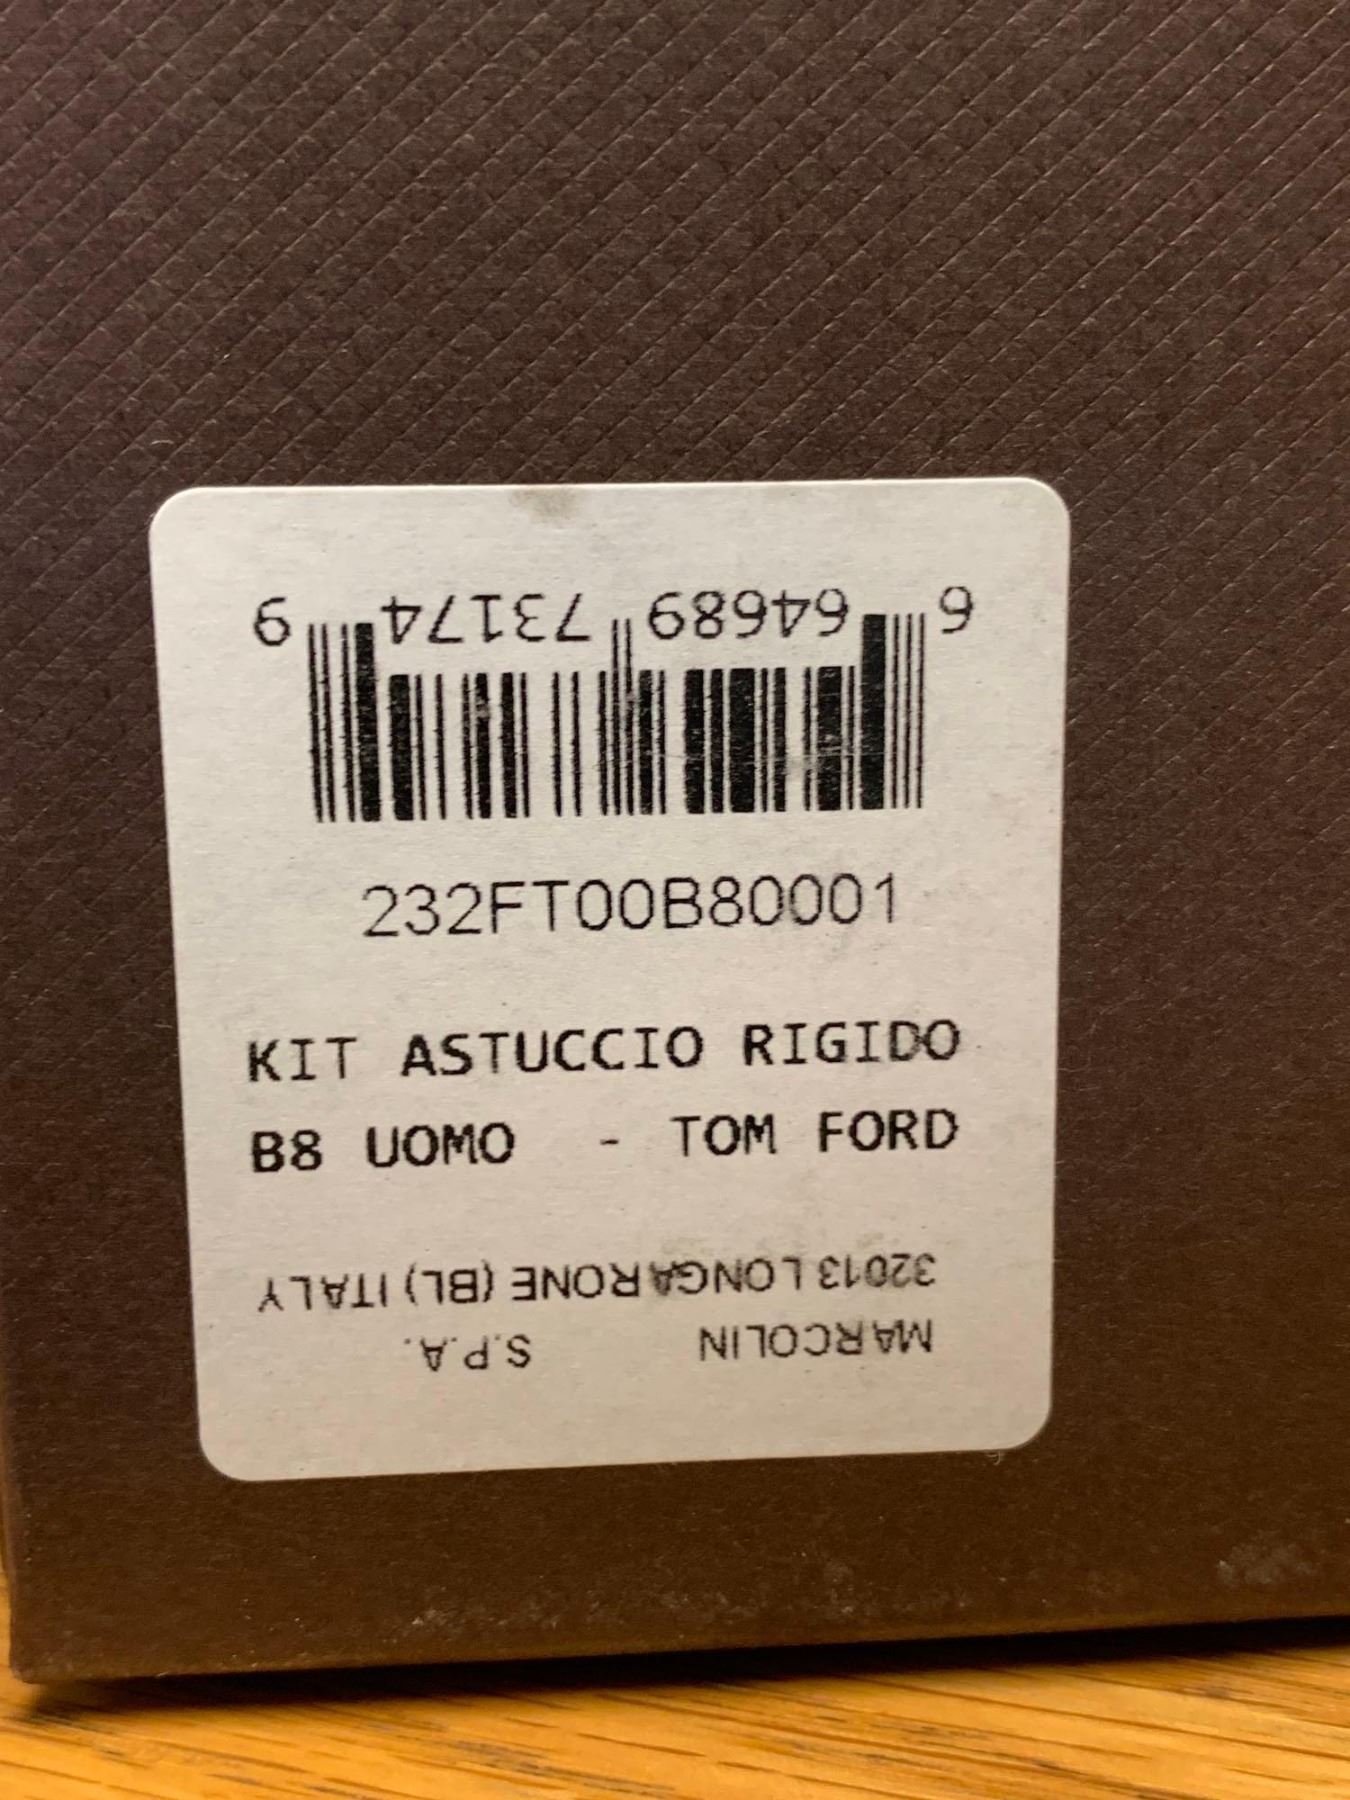 6 64689 73174 9
232FT00B80001
KIT ASTUCCIO RIGIDO
B8 UOMO - TOM FORD
MARCOLIN S.P.A.
32013 LONGARONE (BL) ITALY